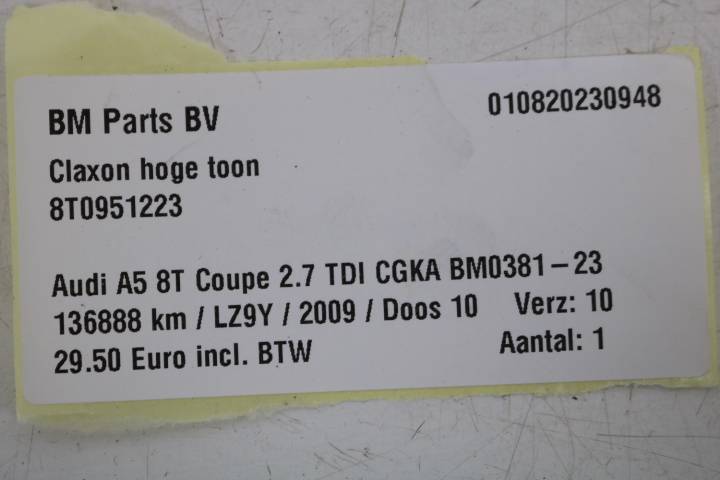 BM Parts BV 010820230948
Claxon hoge toon
8T0951223
Audi A5 8T Coupe 2.7 TDI CGKA BM0381-23
136888 km / LZ9Y / 2009 / Doos 10 Verz: 10
29.50 Euro incl. BTW Aantal: 1